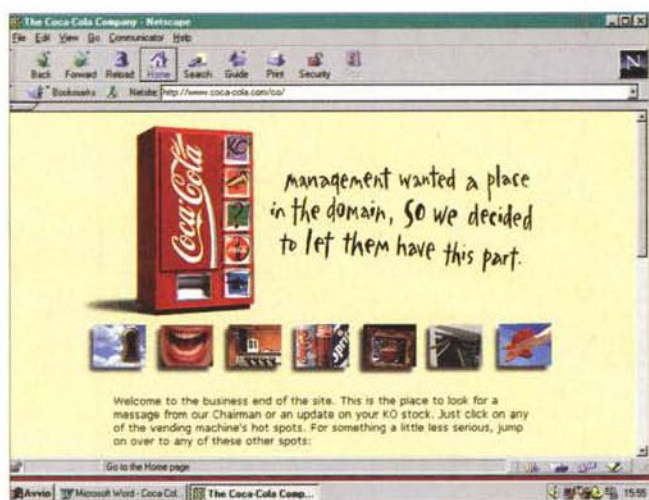 The Coca-Cola Company - Netscape
File Edit View Go Communicator Help
Back Forward Reload Home Search Guide Print Security
Bookmarks Netsite: http://www.coca-cola.com/co/
Coca-Cola
management wanted a place
in the domain, so we decided
to let them have this part.
Welcome to the business end of the site. This is the place to look for a
message from our Chairman or an update on your KO stock. Just click on any
of the vending machine's hot spots. For something a little less serious, jump
on over to any of these other spots:
Go to the Home page
Avvio Microsoft Word - Coca Col... The Coca-Cola Comp... 15:55